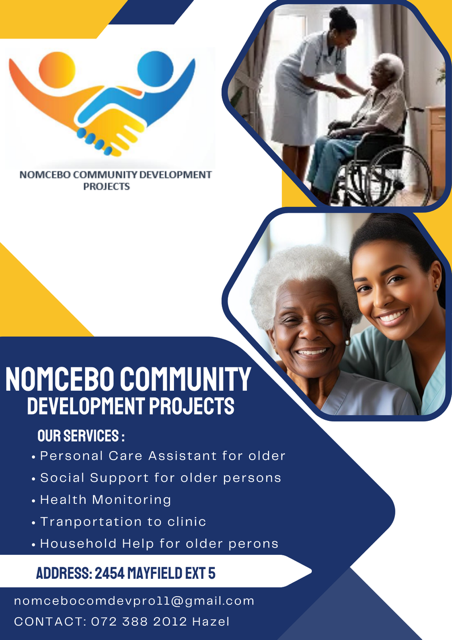 NOMCEBO COMMUNITY DEVELOPMENT
PROJECTS
NOMCEBO COMMUNITY
DEVELOPMENT PROJECTS
OUR SERVICES :
• Personal Care Assistant for older
• Social Support for older persons
• Health Monitoring
• Tranportation to clinic
• Household Help for older perons
ADDRESS: 2454 MAYFIELD EXT 5
nomcebocomdevpro11@gmail.com
CONTACT: 072 388 2012 Hazel